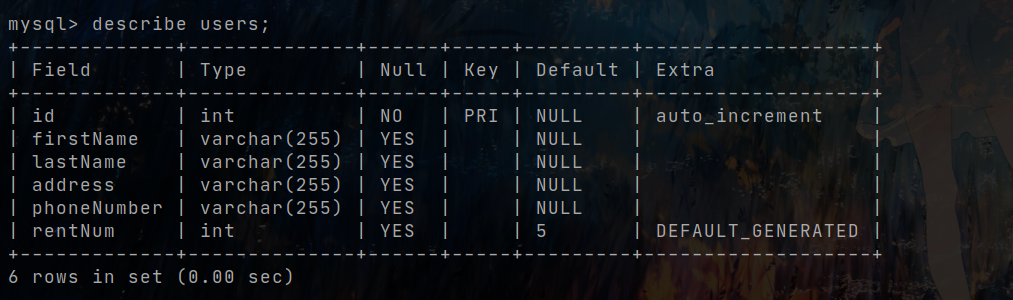 mysql> describe users;
+-------------+--------------+------+-----+---------+-------------------+
| Field       | Type         | Null | Key | Default | Extra             |
+-------------+--------------+------+-----+---------+-------------------+
| id          | int          | NO   | PRI | NULL    | auto_increment    |
| firstName   | varchar(255) | YES  |     | NULL    |                   |
| lastName    | varchar(255) | YES  |     | NULL    |                   |
| address     | varchar(255) | YES  |     | NULL    |                   |
| phoneNumber | varchar(255) | YES  |     | NULL    |                   |
| rentNum     | int          | YES  |     | 5       | DEFAULT_GENERATED |
+-------------+--------------+------+-----+---------+-------------------+
6 rows in set (0.00 sec)